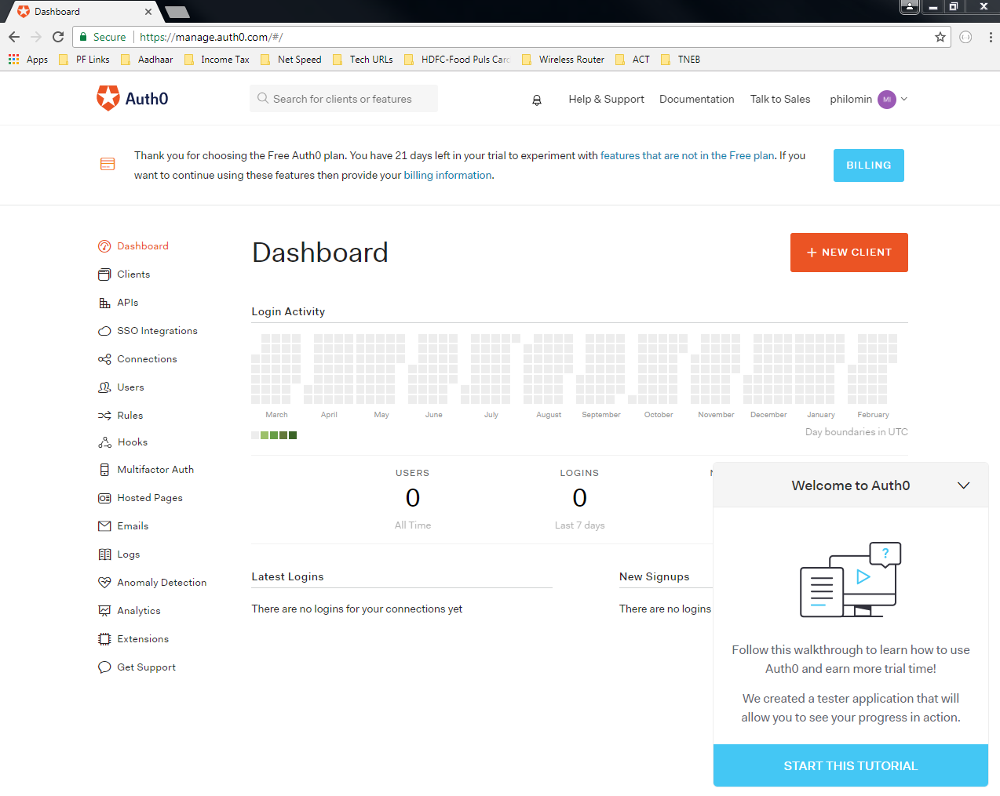 Dashboard
Secure https://manage.auth0.com/#/
Apps PF Links Aadhaar Income Tax Net Speed Tech URLs HDFC-Food Puls Card Wireless Router ACT TNEB
Auth0 Search for clients or features Help & Support Documentation Talk to Sales philomin MI
Thank you for choosing the Free Auth0 plan. You have 21 days left in your trial to experiment with features that are not in the Free plan. If you
want to continue using these features then provide your billing information.
BILLING
Dashboard
Clients
APIs
SSO Integrations
Connections
Users
Rules
Hooks
Multifactor Auth
Hosted Pages
Emails
Logs
Anomaly Detection
Analytics
Extensions
Get Support
Dashboard
+ NEW CLIENT
Login Activity
March April May June July August September October November December January February
Day boundaries in UTC
USERS
0
All Time
LOGINS
0
Last 7 days
Latest Logins
There are no logins for your connections yet
New Signups
There are no logins
Welcome to Auth0
?
Follow this walkthrough to learn how to use
Auth0 and earn more trial time!
We created a tester application that will
allow you to see your progress in action.
START THIS TUTORIAL